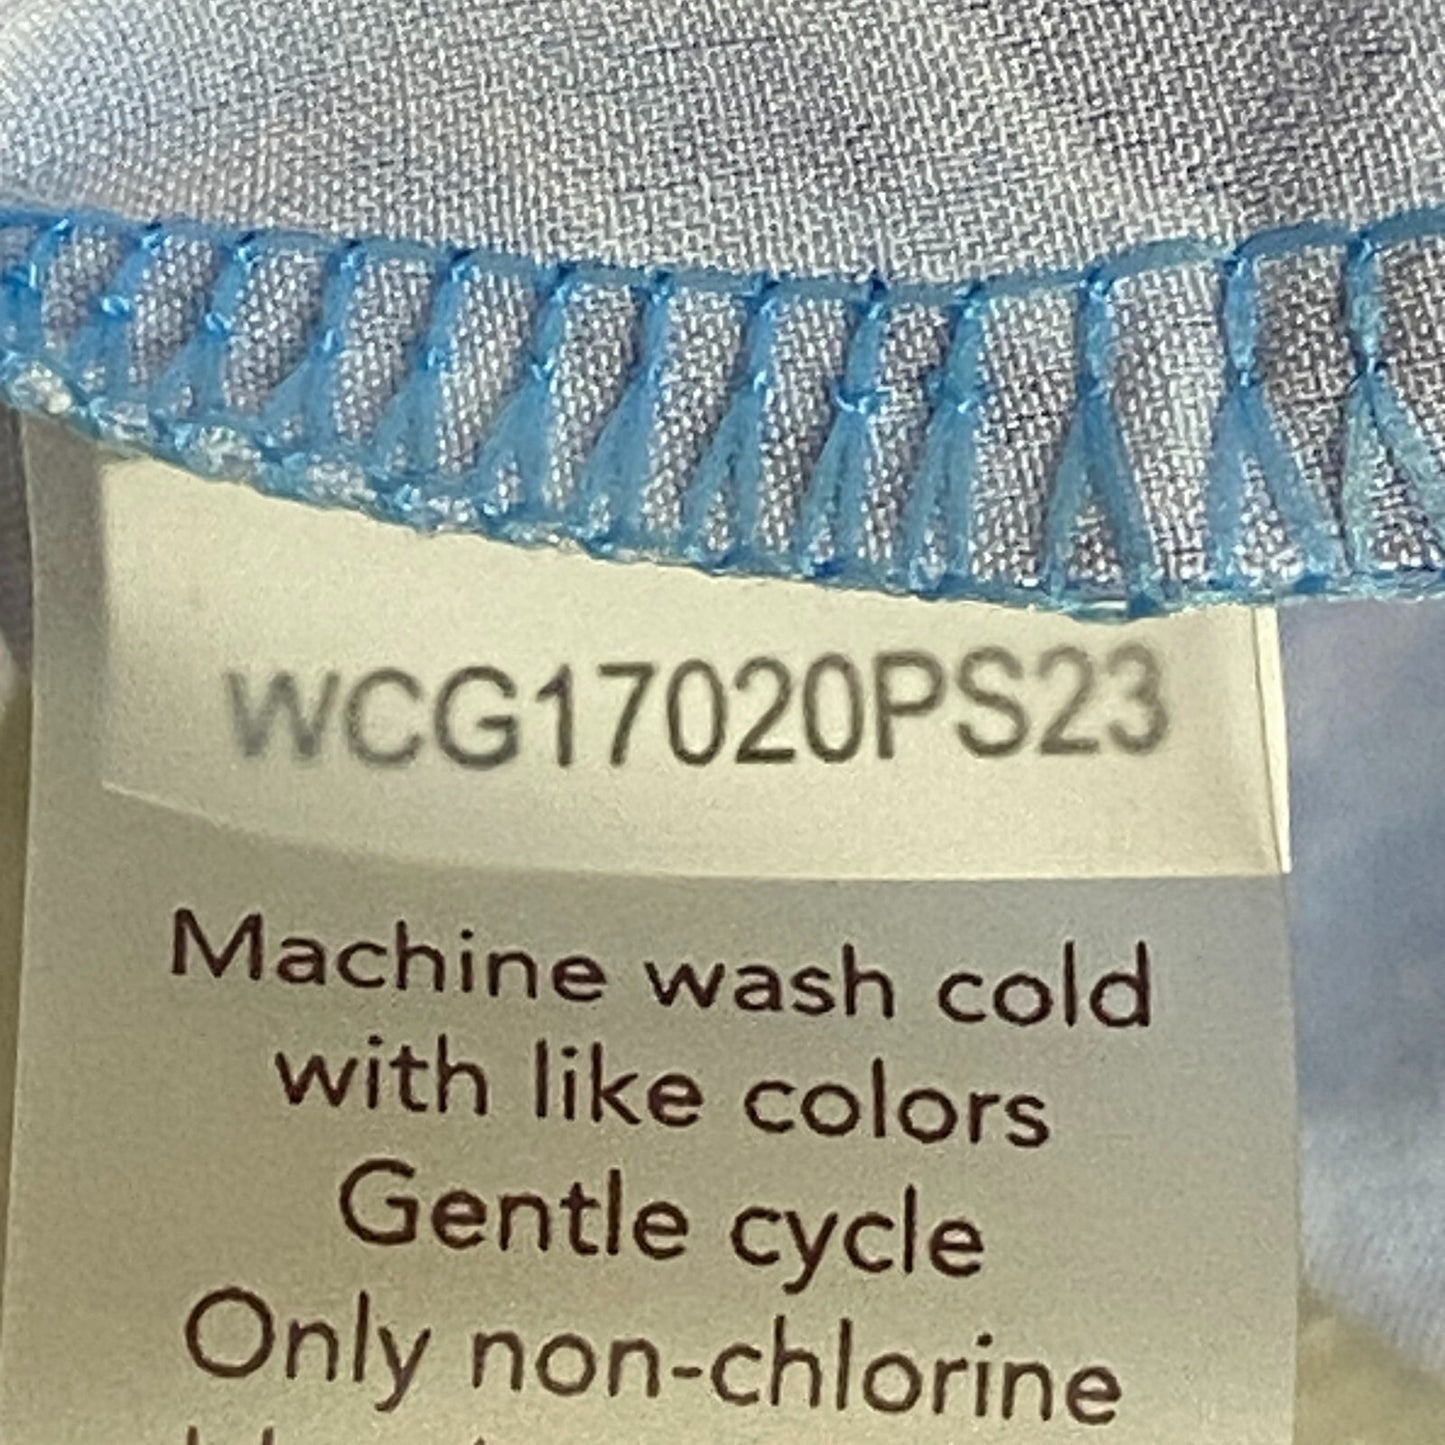 WCG17020PS23
Machine wash cold
with like colors
Gentle cycle
Only non-chlorine